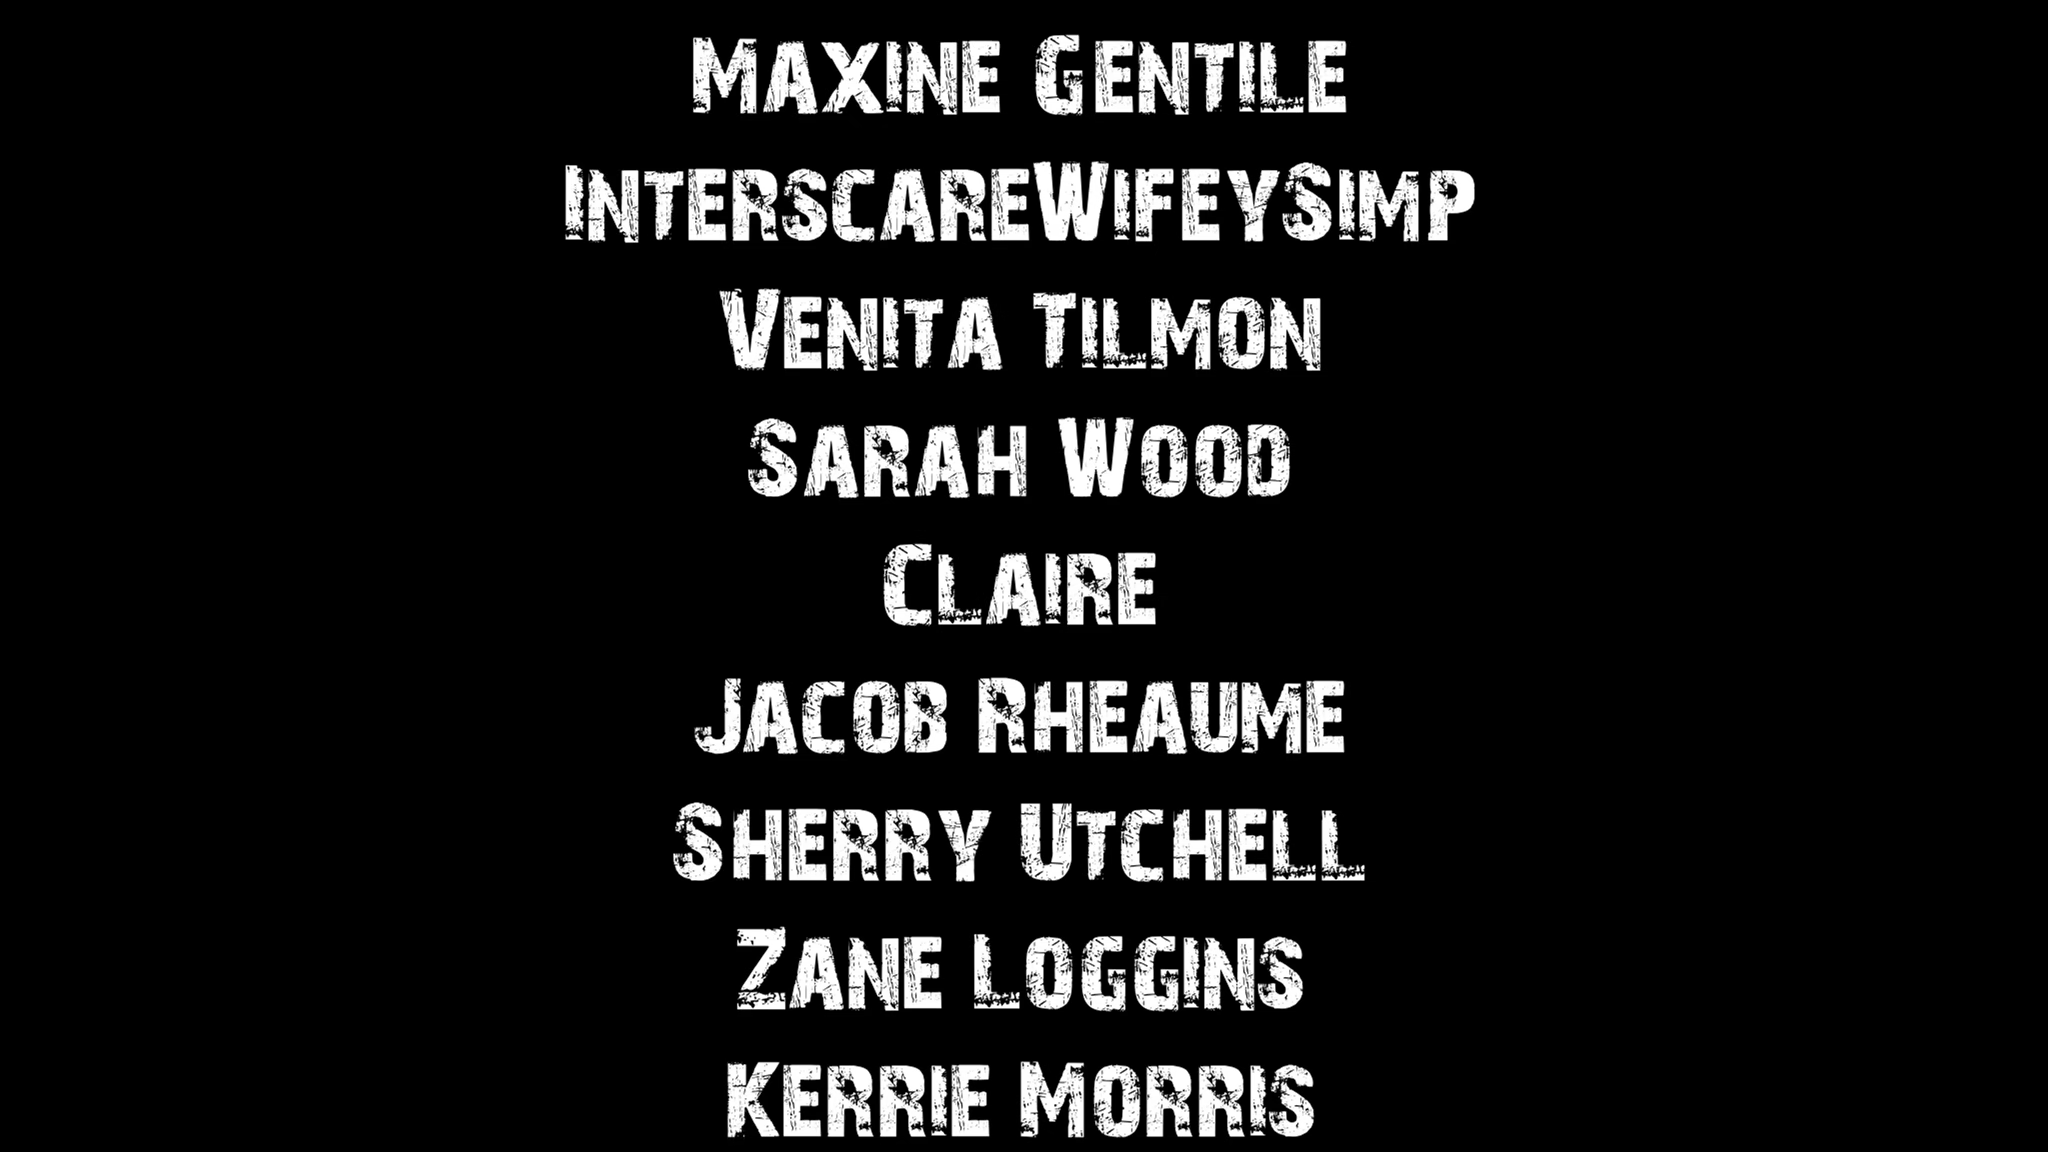 Maxine Gentile
InterscareWifeySimp
Venita Tilmon
Sarah Wood
Claire
Jacob Rheaume
Sherry Utchell
Zane Loggins
Kerrie Morris